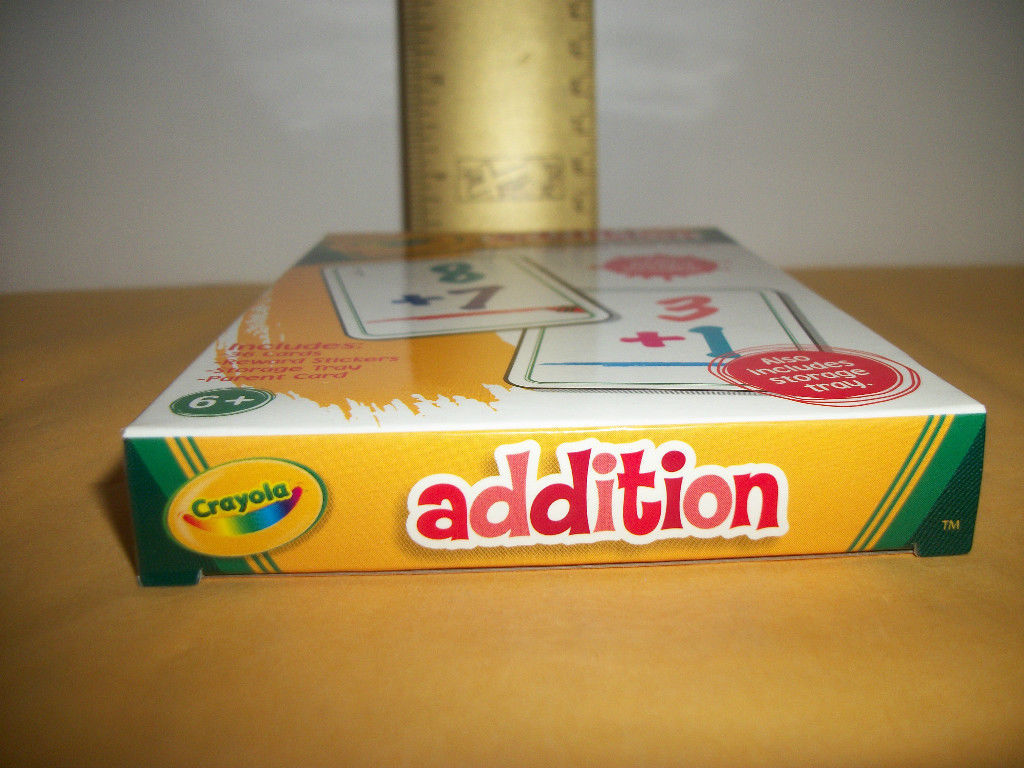 8
+7
3
+1
Includes:
Cards
-Reward Stickers
-Storage Tray
-Parent Card
6+
Also
includes
storage
tray.
Crayola
addition
TM